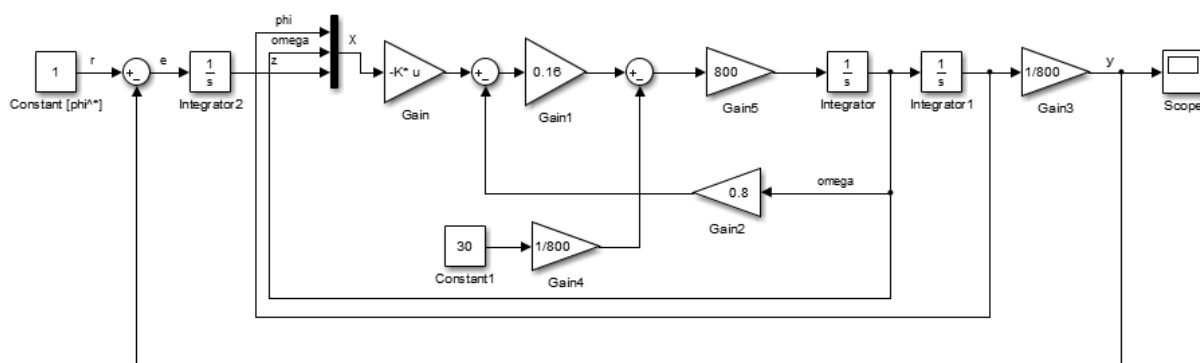 phi
omega
X
r
e
z
1
+
−
1
s
-K* u
+
−
0.16
+
−
800
1
s
1
s
1/800
y
Constant [phi^*]
Integrator2
Gain
Gain1
Gain5
Integrator
Integrator1
Gain3
Scope
omega
0.8
Gain2
30
1/800
Constant1
Gain4